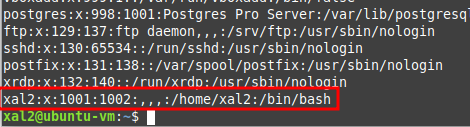 postgres:x:998:1001:Postgres Pro Server:/var/lib/postgresql
ftp:x:129:137:ftp daemon,,,:/srv/ftp:/usr/sbin/nologin
sshd:x:130:65534::/run/sshd:/usr/sbin/nologin
postfix:x:131:138::/var/spool/postfix:/usr/sbin/nologin
xrdp:x:132:140::/run/xrdp:/usr/sbin/nologin
xal2:x:1001:1002:,,,:/home/xal2:/bin/bash
xal2@ubuntu-vm:~$